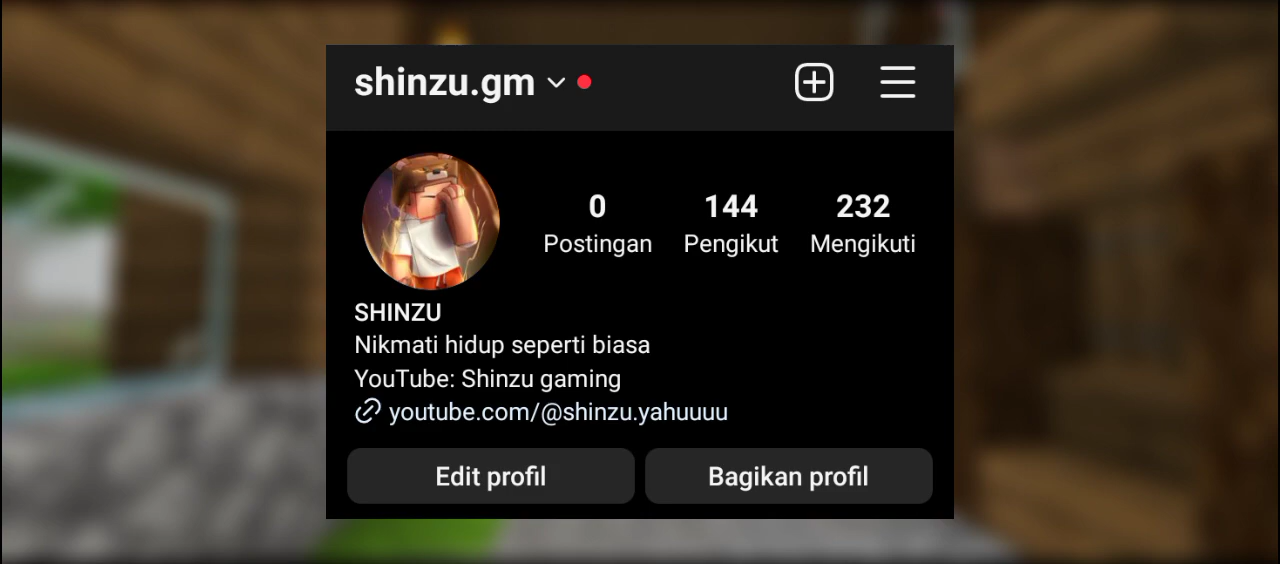 shinzu.gm
0 144 232
Postingan Pengikut Mengikuti
SHINZU
Nikmati hidup seperti biasa
YouTube: Shinzu gaming
youtube.com/@shinzu.yahuuuu
Edit profil Bagikan profil